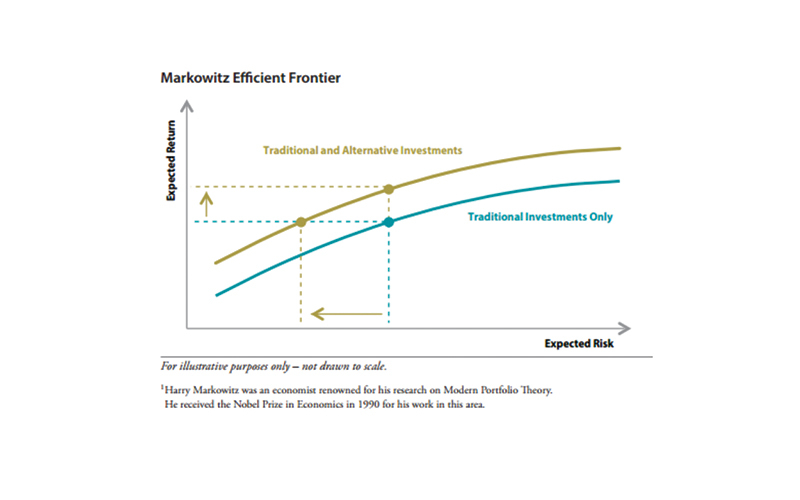 Markowitz Efficient Frontier
Expected Return
Traditional and Alternative Investments
Traditional Investments Only
Expected Risk
For illustrative purposes only – not drawn to scale.
1Harry Markowitz was an economist renowned for his research on Modern Portfolio Theory.
He received the Nobel Prize in Economics in 1990 for his work in this area.